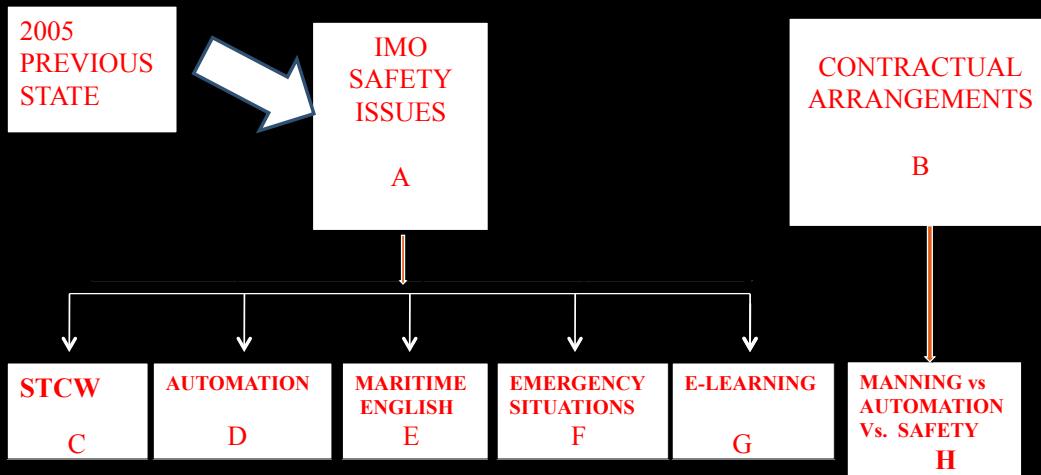 2005
PREVIOUS
STATE
IMO
SAFETY
ISSUES
A
CONTRACTUAL
ARRANGEMENTS
B
STCW
C
AUTOMATION
D
MARITIME
ENGLISH
E
EMERGENCY
SITUATIONS
F
E-LEARNING
G
MANNING vs
AUTOMATION
Vs. SAFETY
H